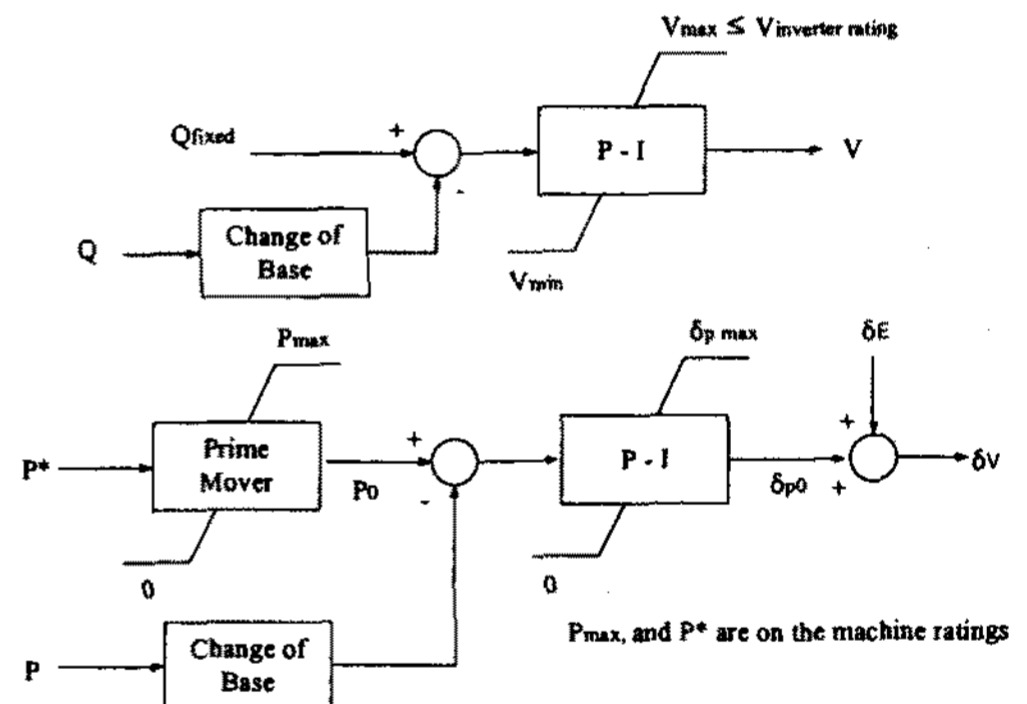 Vmax ≤ Vinverter rating
Qfixed
+
P - I
V
-
Q
Change of
Base
Vmin
Pmax
δp max
δE
P*
Prime
Mover
+
P0
-
P - I
δp0
+
+
δV
0
0
Pmax, and P* are on the machine ratings
P
Change of
Base